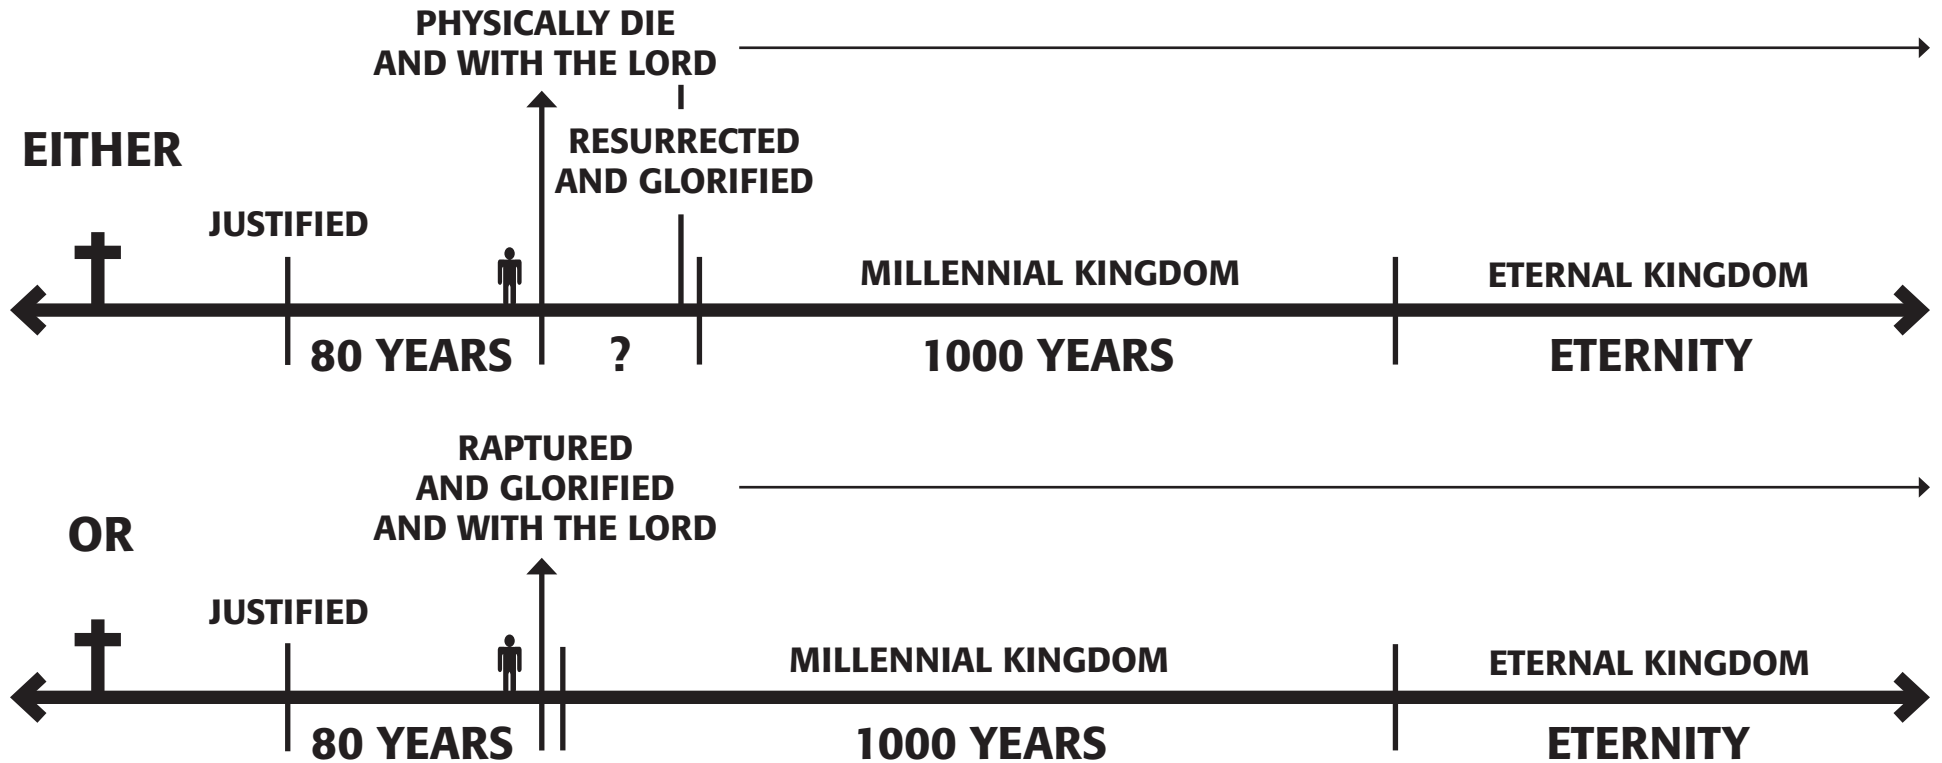 PHYSICALLY DIE
AND WITH THE LORD
EITHER
RESURRECTED
AND GLORIFIED
JUSTIFIED
MILLENNIAL KINGDOM
ETERNAL KINGDOM
80 YEARS
?
1000 YEARS
ETERNITY
RAPTURED
AND GLORIFIED
AND WITH THE LORD
OR
JUSTIFIED
MILLENNIAL KINGDOM
ETERNAL KINGDOM
80 YEARS
1000 YEARS
ETERNITY